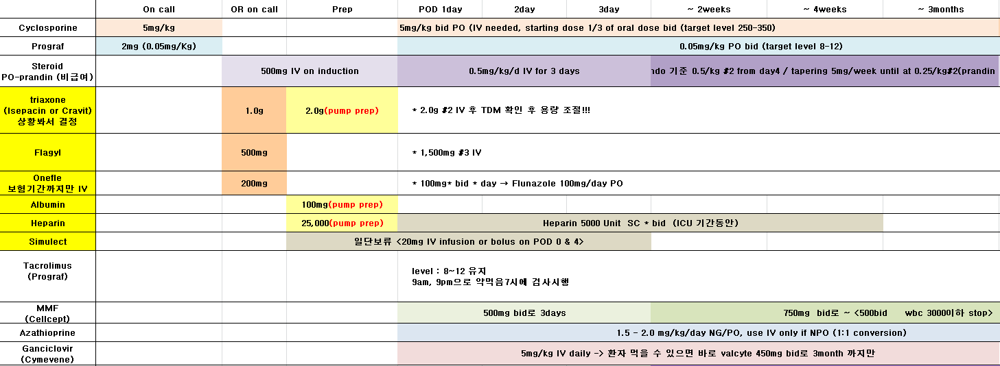 On call OR on call Prep POD 1day 2day 3day ~ 2weeks ~ 4weeks ~ 3months
Cyclosporine 5mg/kg 5mg/kg bid PO (IV needed, starting dose 1/3 of oral dose bid (target level 250-350)
Prograf 2mg (0.05mg/Kg) 0.05mg/kg PO bid (target level 8-12)
Steroid
PO-prandin (비급여) 500mg IV on induction 0.5mg/kg/d IV for 3 days ndo 기준 0.5/kg #2 from day4 / tapering 5mg/week until at 0.25/kg#2(prandin
triaxone
(Isepacin or Cravit)
상황봐서 결정 1.0g 2.0g(pump prep) * 2.0g #2 IV 후 TDM 확인 후 용량 조절!!!
Flagyl 500mg * 1,500mg #3 IV
Onefle
보험기간까지만 IV 200mg * 100mg* bid * day → Flunazole 100mg/day PO
Albumin 100mg(pump prep)
Heparin 25,000(pump prep) Heparin 5000 Unit SC * bid (ICU 기간동안)
Simulect 일단보류 <20mg IV infusion or bolus on POD 0 & 4>
Tacrolimus
(Prograf)
level : 8~12 유지
9am, 9pm으로 약먹음7시에 검사시행
MMF
(Cellcept) 500mg bid로 3days 750mg bid로 ~ <500bid wbc 30000이하 stop>
Azathioprine 1.5 - 2.0 mg/kg/day NG/PO, use IV only if NPO (1:1 conversion)
Ganciclovir
(Cymevene) 5mg/kg IV daily -> 환자 먹을 수 있으면 바로 valcyte 450mg bid로 3month 까지만